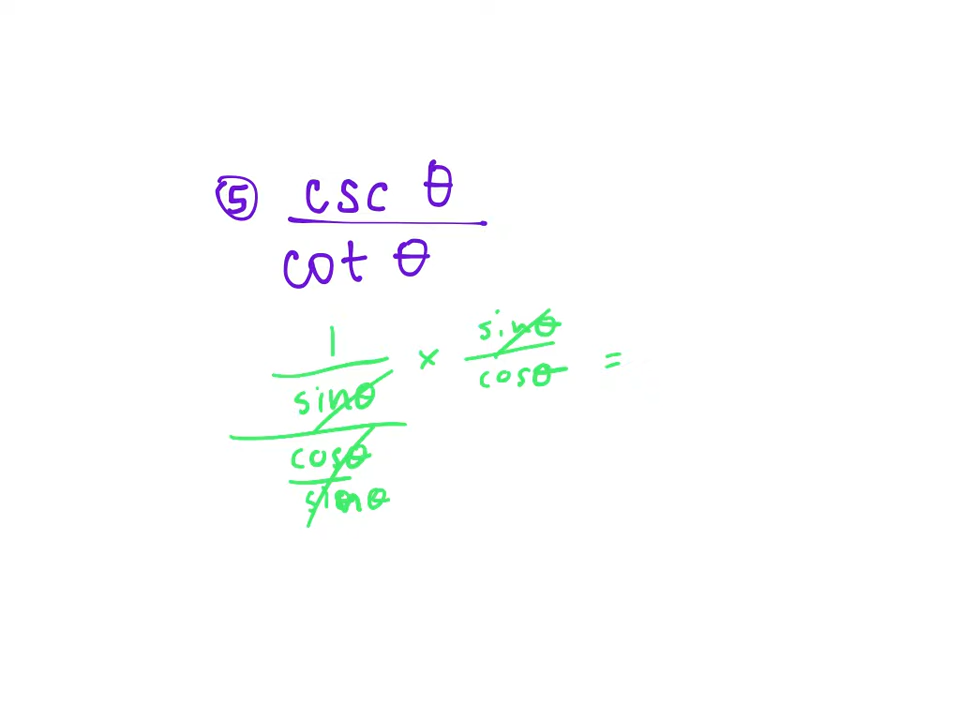 ⑤ csc θ
cot θ
1
sinθ
× sinθ
cosθ
=
cosθ
sinθ